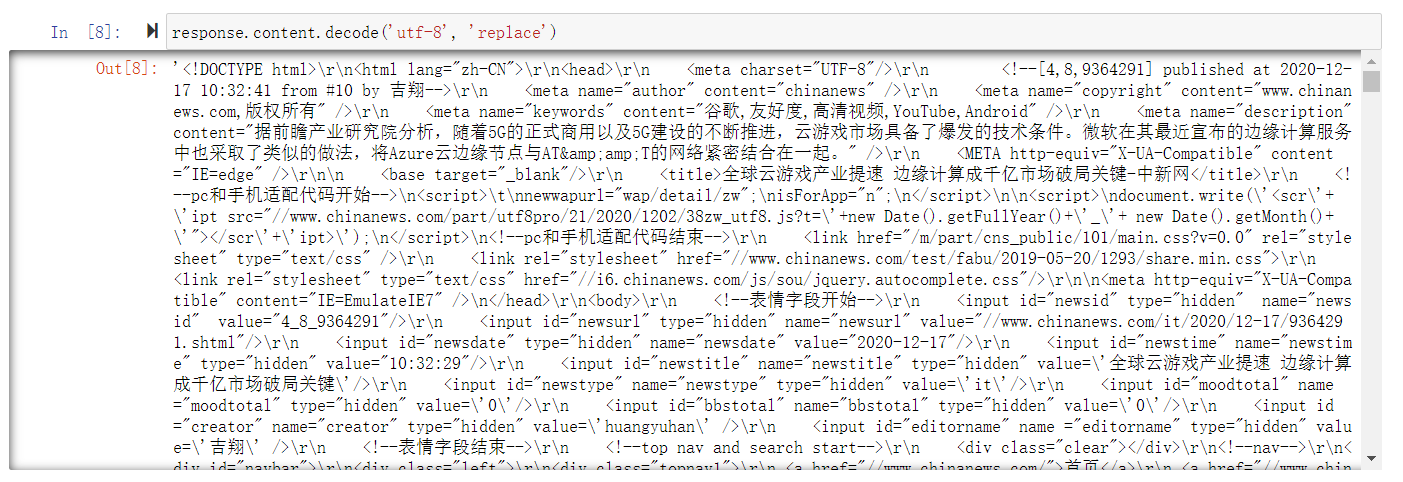 In [8]: response.content.decode('utf-8', 'replace')
Out[8]: '<!DOCTYPE html>\r\n<html lang="zh-CN">\r\n<head>\r\n    <meta charset="UTF-8"/>\r\n        <!--[4,8,9364291] published at 2020-12-
17 10:32:41 from #10 by 吉翔-->\r\n    <meta name="author" content="chinanews" />\r\n    <meta name="copyright" content="www.chinan
ews.com,版权所有" />\r\n    <meta name="keywords" content="谷歌,友好度,高清视频,YouTube,Android" />\r\n    <meta name="description"
content="据前瞻产业研究院分析，随着5G的正式商用以及5G建设的不断推进，云游戏市场具备了爆发的技术条件。微软在其最近宣布的边缘计算服务
中也采取了类似的做法，将Azure云边缘节点与AT&amp;amp;T的网络紧密结合在一起。" />\r\n    <META http-equiv="X-UA-Compatible" content
="IE=edge" />\r\n\n    <base target="_blank"/>\r\n    <title>全球云游戏产业提速 边缘计算成千亿市场破局关键-中新网</title>\r\n    <!
--pc和手机适配代码开始-->\n<script>\t\nnewwapurl="wap/detail/zw";\nisForApp="n";\n</script>\n\n<script>\ndocument.write(\'<scr\'+
\'ipt src="//www.chinanews.com/part/utf8pro/21/2020/1202/38zw_utf8.js?t=\'+new Date().getFullYear()+\'_\'+ new Date().getMonth()+
\'"></scr\'+\'ipt>\');\n</script>\n<!--pc和手机适配代码结束-->\r\n    <link href="/m/part/cns_public/101/main.css?v=0.0" rel="style
sheet" type="text/css" />\r\n    <link rel="stylesheet" href="//www.chinanews.com/test/fabu/2019-05-20/1293/share.min.css">\r\n
<link rel="stylesheet" type="text/css" href="//i6.chinanews.com/js/sou/jquery.autocomplete.css"/>\r\n\n<meta http-equiv="X-UA-Compa
tible" content="IE=EmulateIE7" />\n</head>\r\n<body>\r\n    <!--表情字段开始-->\r\n    <input id="newsid" type="hidden"  name="news
id"  value="4_8_9364291"/>\r\n    <input id="newsurl" type="hidden" name="newsurl" value="//www.chinanews.com/it/2020/12-17/936429
1.shtml"/>\r\n    <input id="newsdate" type="hidden" name="newsdate" value="2020-12-17"/>\r\n    <input id="newstime" name="newstim
e" type="hidden" value="10:32:29"/>\r\n    <input id="newstitle" name="newstitle" type="hidden" value=\'全球云游戏产业提速 边缘计算
成千亿市场破局关键\'/>\r\n    <input id="newstype" name="newstype" type="hidden" value=\'it\'/>\r\n    <input id="moodtotal" name
="moodtotal" type="hidden" value=\'0\'/>\r\n    <input id="bbstotal" name="bbstotal" type="hidden" value=\'0\'/>\r\n    <input id
="creator" name="creator" type="hidden" value=\'huangyuhan\' />\r\n    <input id="editorname" name ="editorname" type="hidden" valu
e=\'吉翔\' />\r\n    <!--表情字段结束-->\r\n    <!--top nav and search start-->\r\n    <div class="clear"></div>\r\n<!--nav-->\r\n<
div id="navbar">\r\n<div class="left">\r\n<div class="topnav1">\r\n <a href="//www.chinanews.com/">首页</a>\r\n <a href="//www.chin